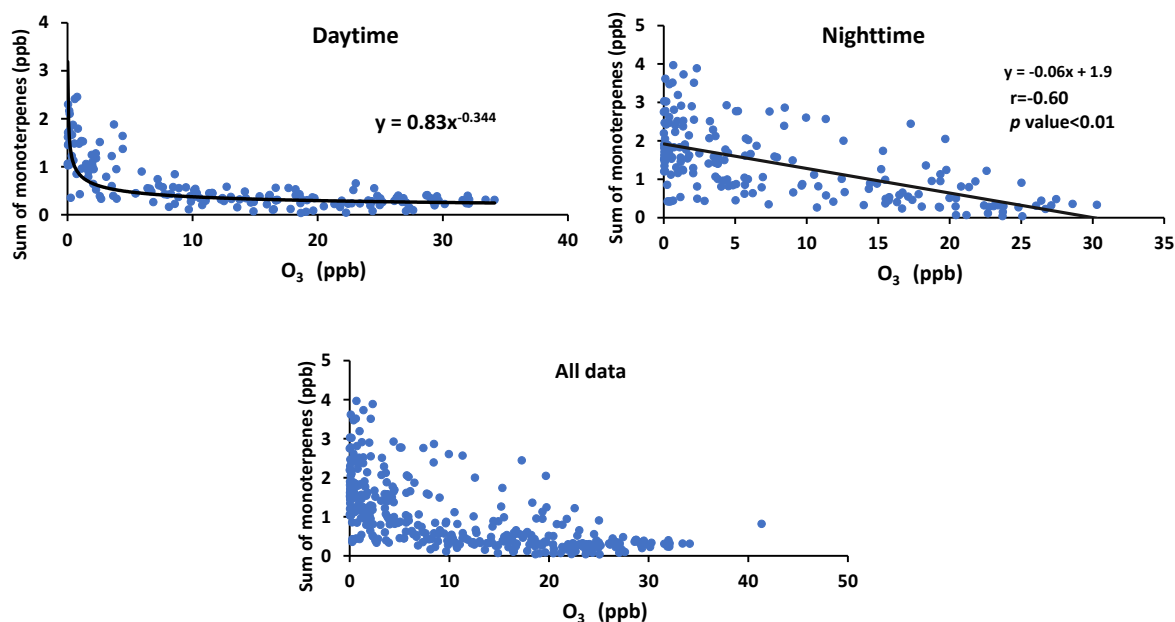 Daytime
Sum of monoterpenes (ppb)
4
3
2
1
0
y = 0.83x^-0.344
0 10 20 30 40
O₃ (ppb)
Nighttime
Sum of monoterpenes (ppb)
5
4
3
2
1
0
y = -0.06x + 1.9
r=-0.60
p value<0.01
0 5 10 15 20 25 30 35
O₃ (ppb)
All data
Sum of monoterpenes (ppb)
5
4
3
2
1
0
0 10 20 30 40 50
O₃ (ppb)